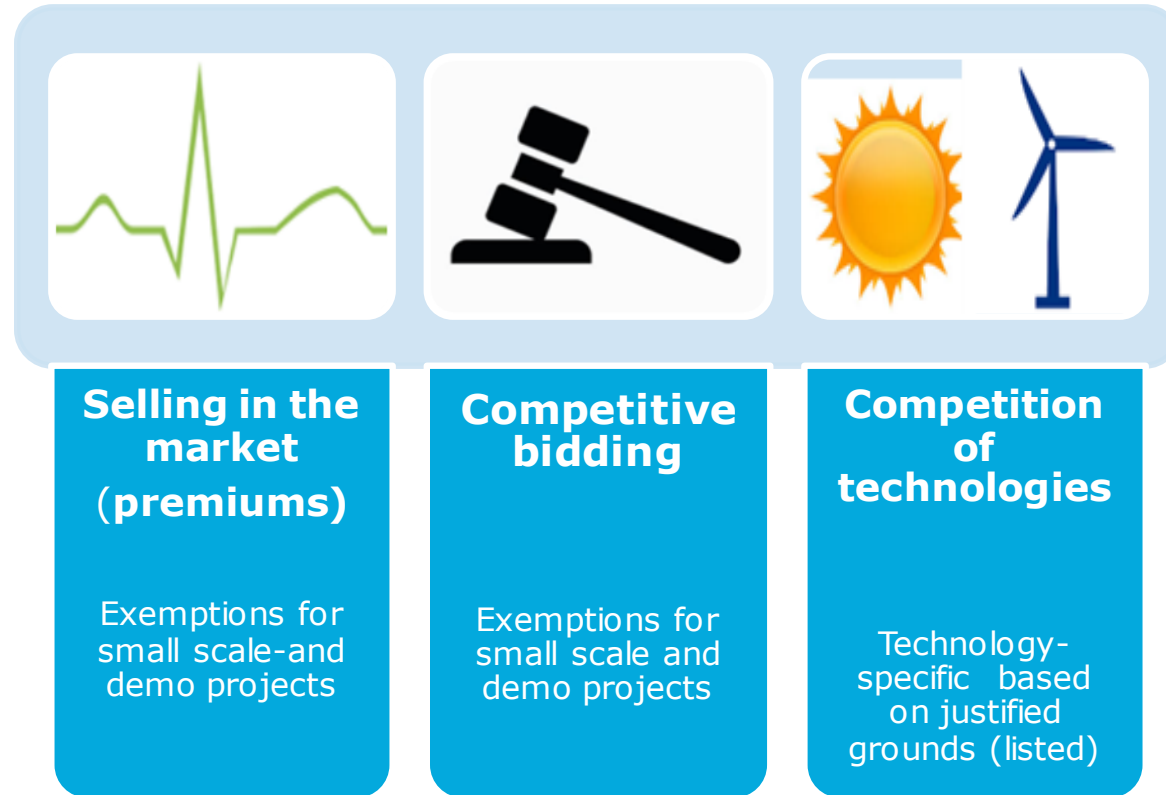 Selling in the
market
(premiums)
Exemptions for
small scale-and
demo projects
Competitive
bidding
Exemptions for
small scale and
demo projects
Competition
of
technologies
Technology-
specific based
on justified
grounds (listed)